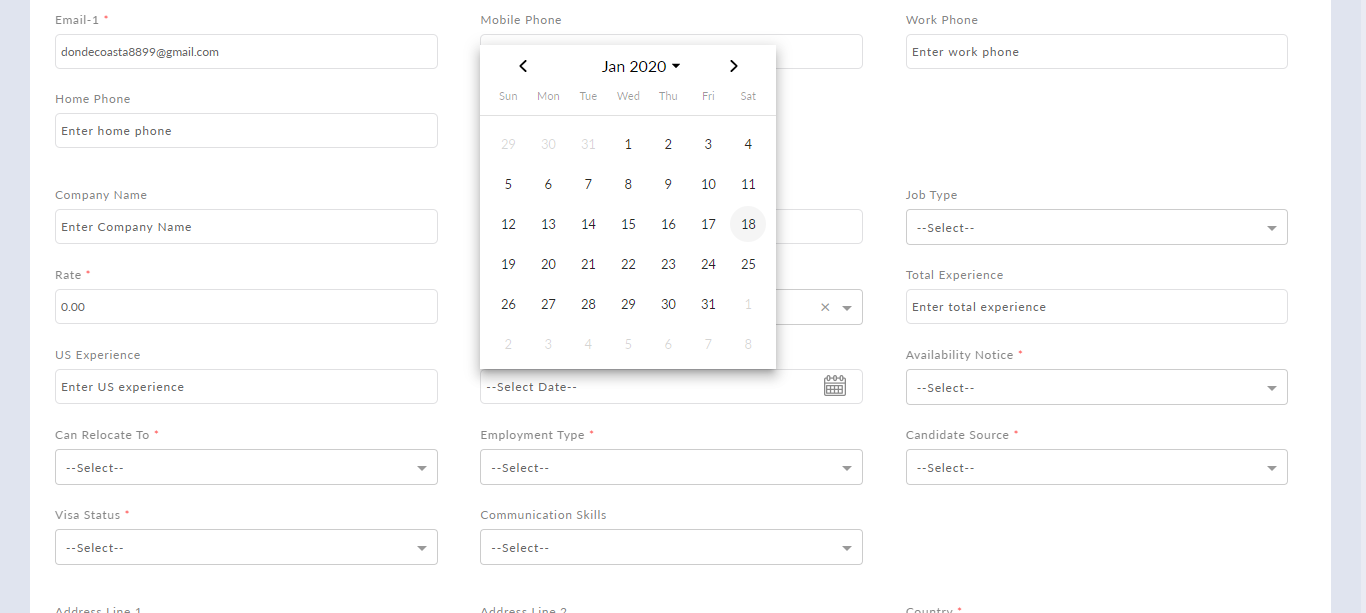 Email-1 * Mobile Phone Work Phone
dondecoasta8899@gmail.com Enter work phone
Jan 2020
Home Phone Sun Mon Tue Wed Thu Fri Sat
Enter home phone
29 30 31 1 2 3 4
5 6 7 8 9 10 11
Company Name Job Type
Enter Company Name 12 13 14 15 16 17 18 --Select--
19 20 21 22 23 24 25
Rate * Total Experience
0.00 26 27 28 29 30 31 1 × Enter total experience
2 3 4 5 6 7 8
US Experience Availability Notice *
Enter US experience --Select Date-- --Select--
Can Relocate To * Employment Type * Candidate Source *
--Select-- --Select-- --Select--
Visa Status * Communication Skills
--Select-- --Select--
Address Line 1 Address Line 2 Country *